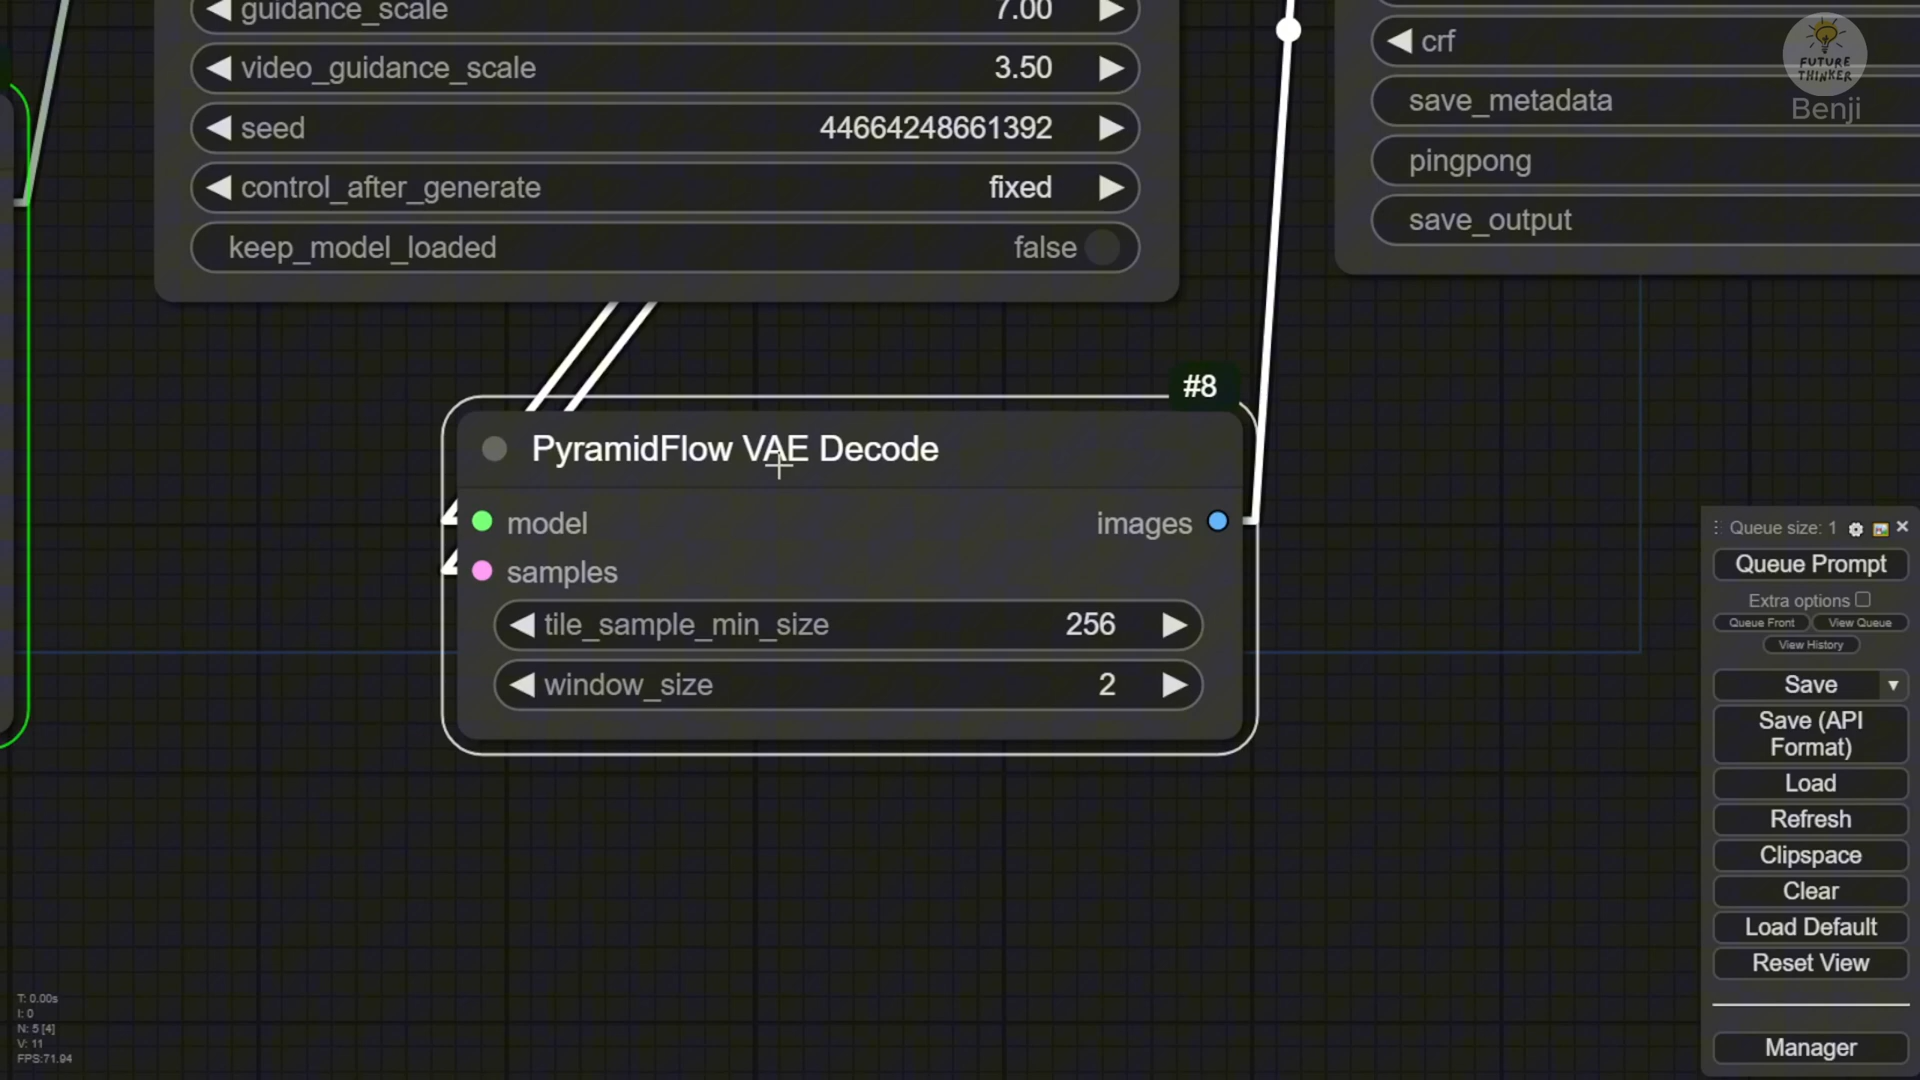 guidance_scale 7.00
video_guidance_scale 3.50
seed 44664248661392
control_after_generate fixed
keep_model_loaded false
crf
save_metadata
pingpong
save_output
FUTURE
THINKER
Benji
#8
PyramidFlow VAE Decode
model images
samples
tile_sample_min_size 256
window_size 2
Queue size: 1
Queue Prompt
Extra options
Queue Front View Queue
View History
Save
Save (API
Format)
Load
Refresh
Clipspace
Clear
Load Default
Reset View
Manager
T: 0.00s
I: 0
N: 5 [4]
V: 11
FPS:71.94